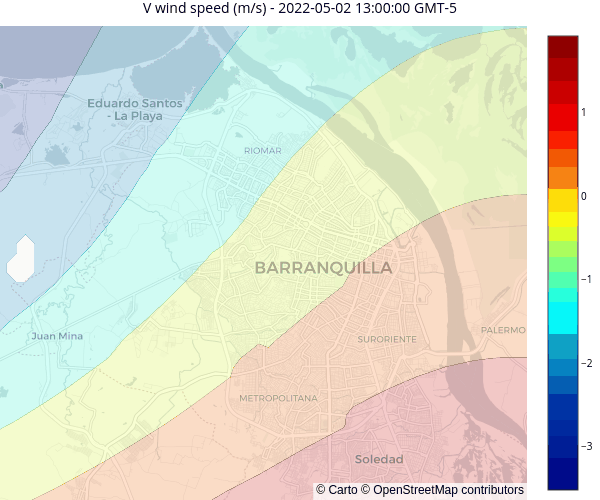 V wind speed (m/s) - 2022-05-02 13:00:00 GMT-5
Eduardo Santos
- La Playa
RIOMAR
BARRANQUILLA
Juan Mina
SURORIENTE
PALERMO
METROPOLITANA
Soledad
© Carto © OpenStreetMap contributors
1
0
−1
−2
−3